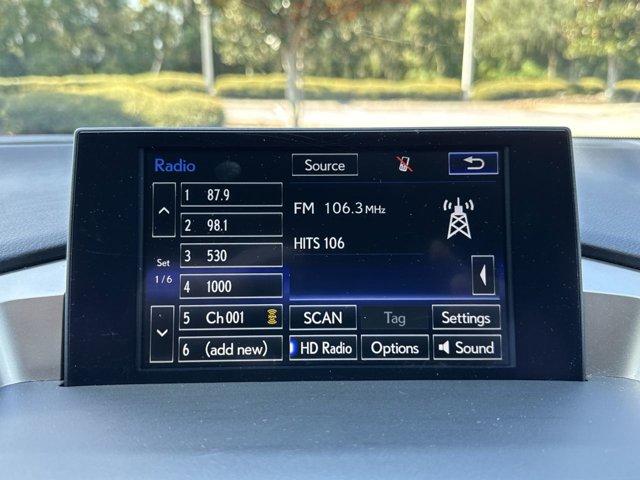 Radio
Source
1 87.9
2 98.1
3 530
4 1000
5 Ch 001
6 (add new)
Set
1/6
FM 106.3 MHz
HITS 106
SCAN
Tag
Settings
HD Radio
Options
Sound